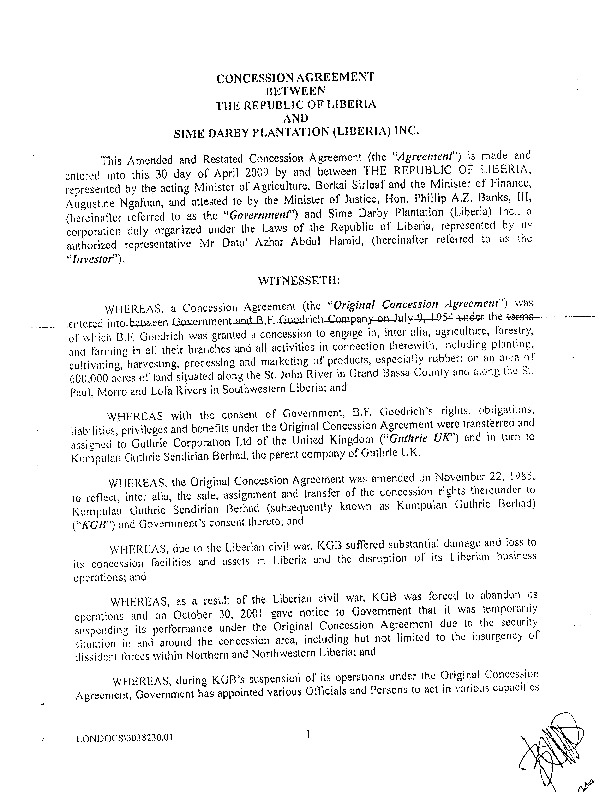 CONCESSION AGREEMENT
BETWEEN
THE REPUBLIC OF LIBERIA
AND
SIME DARBY PLANTATION (LIBERIA) INC.
This Amended and Restated Concession Agreement (the "Agreement") is made and
entered into this 30 day of April 2009 by and between THE REPUBLIC OF LIBERIA,
represented by the acting Minister of Agriculture, Borkai Sirleaf and the Minister of Finance,
Augustine Ngafuan, and attested to by the Minister of Justice, Hon. Phillip A.Z. Banks, III,
(hereinafter referred to as the "Government") and Sime Darby Plantation (Liberia) Inc., a
corporation duly organized under the Laws of the Republic of Liberia, represented by its
authorized representative Mr Dato' Azhar Abdul Hamid, (hereinafter referred to as the
"Investor").
WITNESSETH:
WHEREAS, a Concession Agreement (the "Original Concession Agreement") was
entered into between Government and B.F. Goodrich Company on July 9, 1954 under the terms
of which B.F. Goodrich was granted a concession to engage in, inter alia, agriculture, forestry,
and farming in all their branches and all activities in connection therewith, including planting,
cultivating, harvesting, processing and marketing of products, especially rubber: on an area of
600,000 acres of land situated along the St. John River in Grand Bassa County and along the St.
Paul, Morro and Lofa Rivers in Southwestern Liberia; and
WHEREAS with the consent of Government, B.F. Goodrich's rights, obligations,
liabilities, privileges and benefits under the Original Concession Agreement were transferred and
assigned to Guthrie Corporation Ltd of the United Kingdom ("Guthrie UK") and in turn to
Kumpulan Guthrie Sendirian Berhad, the parent company of Guthrie UK.
WHEREAS, the Original Concession Agreement was amended on November 22, 1985,
to reflect, inter alia, the sale, assignment and transfer of the concession rights thereunder to
Kumpulan Guthrie Sendirian Berhad (subsequently known as Kumpulan Guthrie Berhad)
("KGB") and Government's consent thereto; and
WHEREAS, due to the Liberian civil war, KGB suffered substantial damage and loss to
its concession facilities and assets in Liberia and the disruption of its Liberian business
operations; and
WHEREAS, as a result of the Liberian civil war, KGB was forced to abandon its
operations and on October 30, 2001 gave notice to Government that it was temporarily
suspending its performance under the Original Concession Agreement due to the security
situation in and around the concession area, including but not limited to the insurgency of
dissident forces within Northern and Northwestern Liberia; and
WHEREAS, during KGB's suspension of its operations under the Original Concession
Agreement, Government has appointed various Officials and Persons to act in various capacities
LONDOCS\3038230.01
1